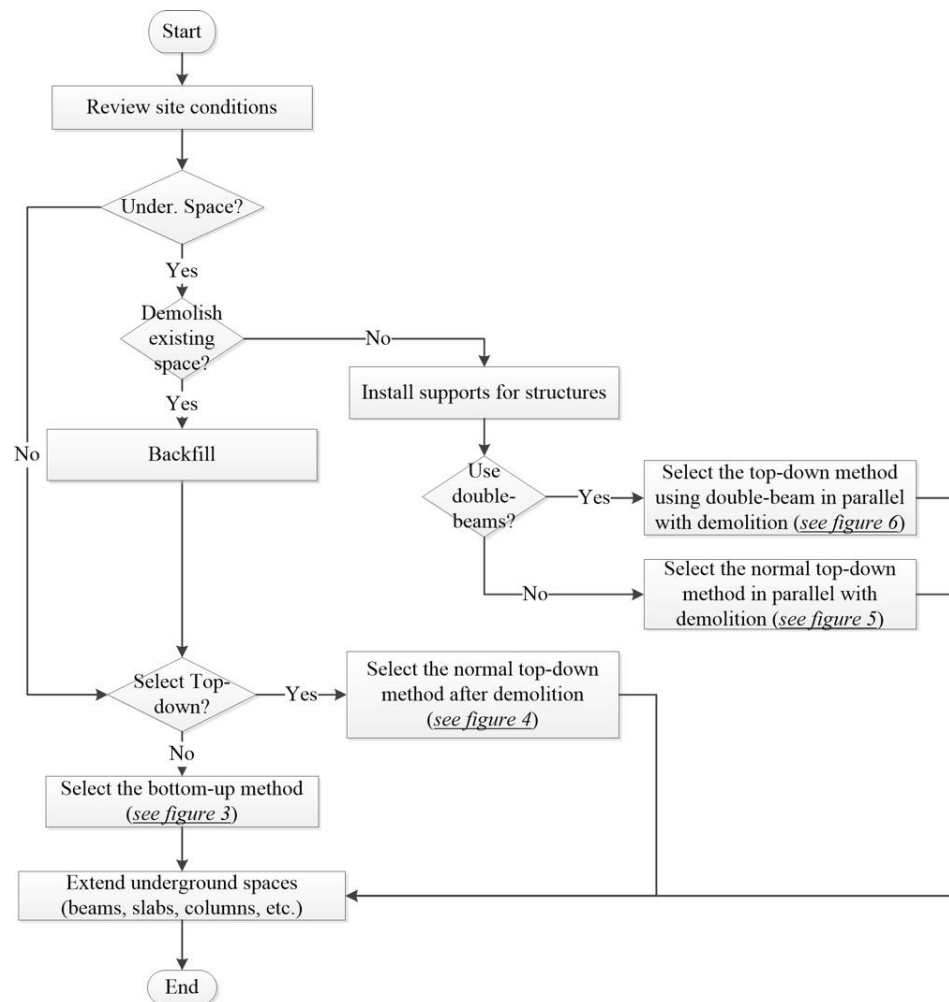 Start
Review site conditions
Under. Space?
Yes
Demolish
existing
space?
No
Install supports for structures
Yes
No
Backfill
Use
double-
beams?
Yes
Select the top-down method
using double-beam in parallel
with demolition (see figure 6)
No
Select the normal top-down
method in parallel with
demolition (see figure 5)
Select Top-
down?
Yes
Select the normal top-down
method after demolition
(see figure 4)
No
Select the bottom-up method
(see figure 3)
Extend underground spaces
(beams, slabs, columns, etc.)
End